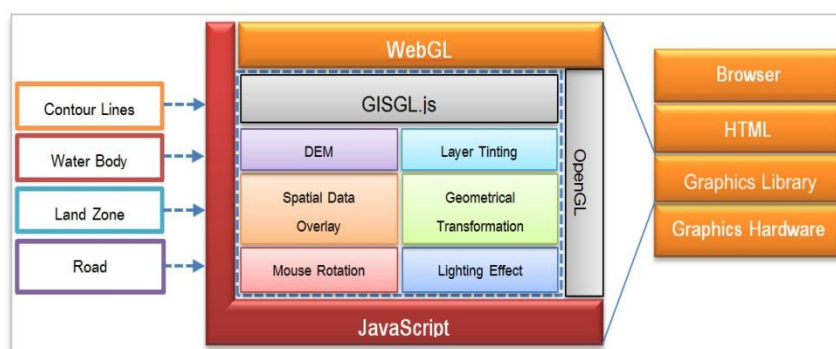 WebGL
GISGL.js
DEM
Layer Tinting
Spatial Data
Overlay
Geometrical
Transformation
Mouse Rotation
Lighting Effect
OpenGL
JavaScript
Contour Lines
Water Body
Land Zone
Road
Browser
HTML
Graphics Library
Graphics Hardware